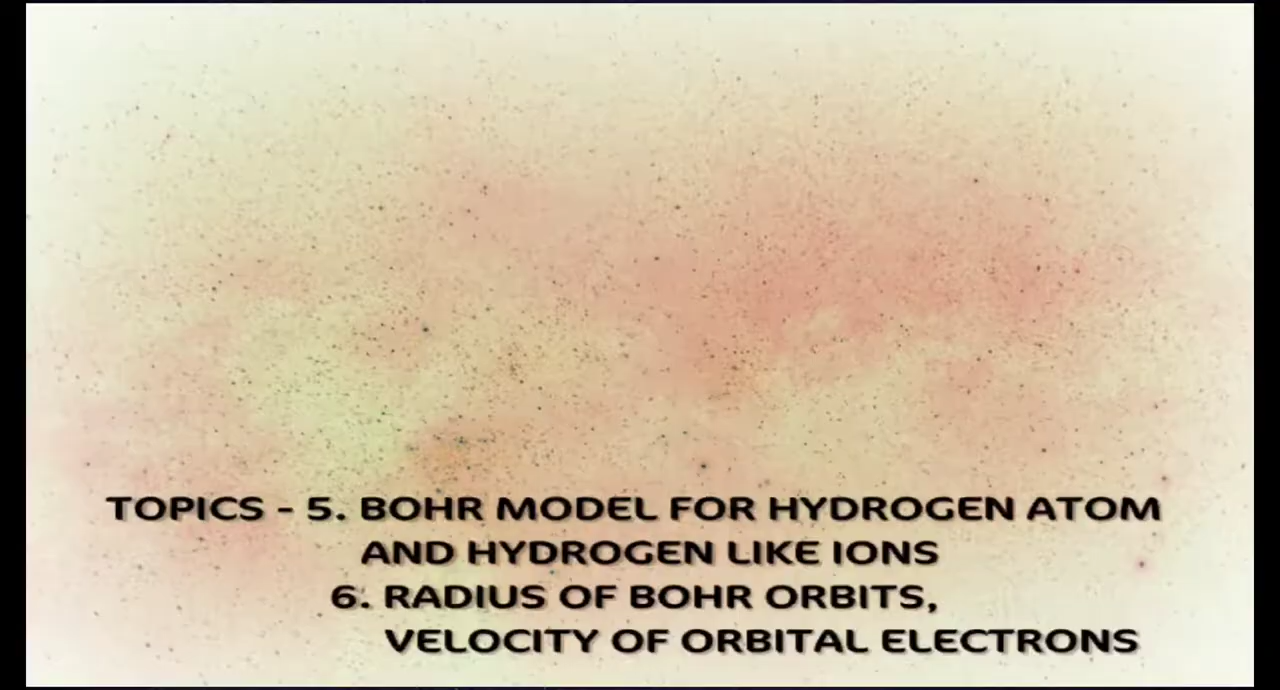 TOPICS - 5. BOHR MODEL FOR HYDROGEN ATOM
AND HYDROGEN LIKE IONS
6. RADIUS OF BOHR ORBITS,
VELOCITY OF ORBITAL ELECTRONS